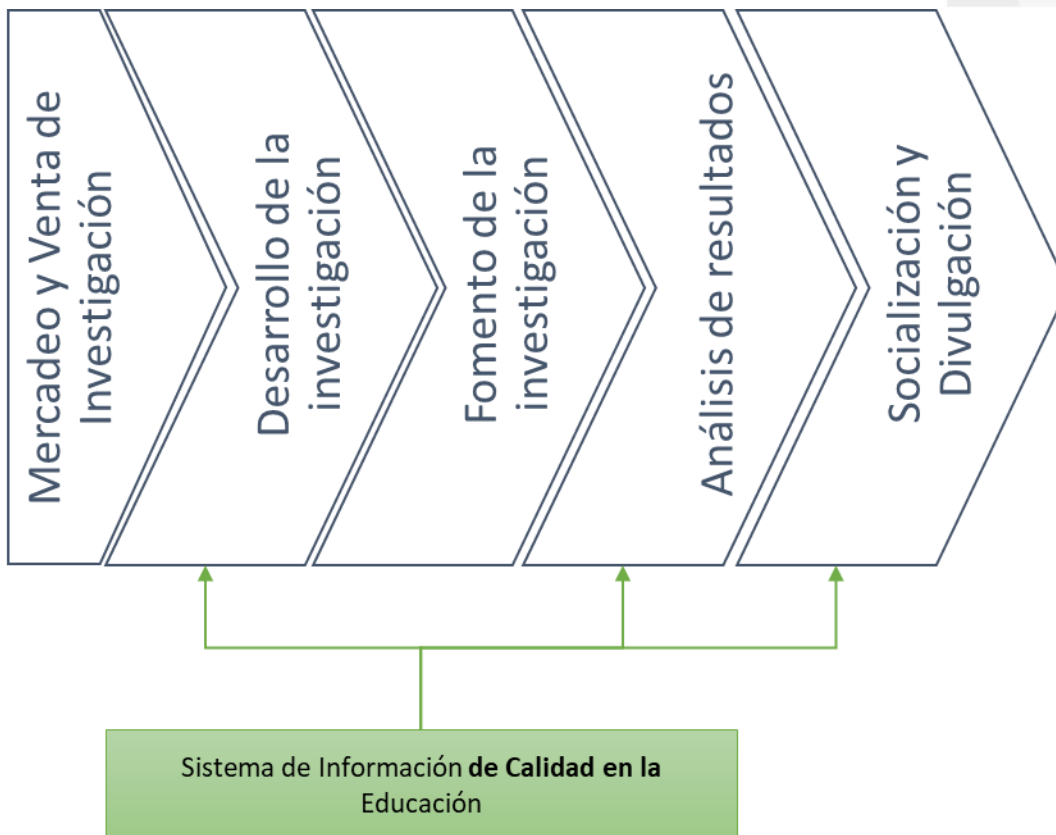 Mercadeo y Venta de
Investigación
Desarrollo de la
investigación
Fomento de la
investigación
Análisis de resultados
Socialización y
Divulgación
Sistema de Información de Calidad en la
Educación